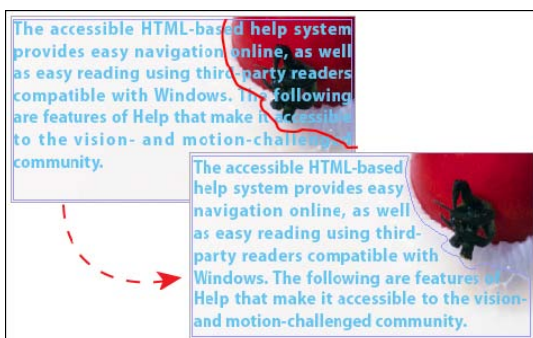 The accessible HTML-based help system
provides easy navigation online, as well
as easy reading using third-party readers
compatible with Windows. The following
are features of Help that make it accessible
to the vision- and motion-challenged
community.
The accessible HTML-based
help system provides easy
navigation online, as well
as easy reading using third-
party readers compatible with
Windows. The following are features of
Help that make it accessible to the vision-
and motion-challenged community.